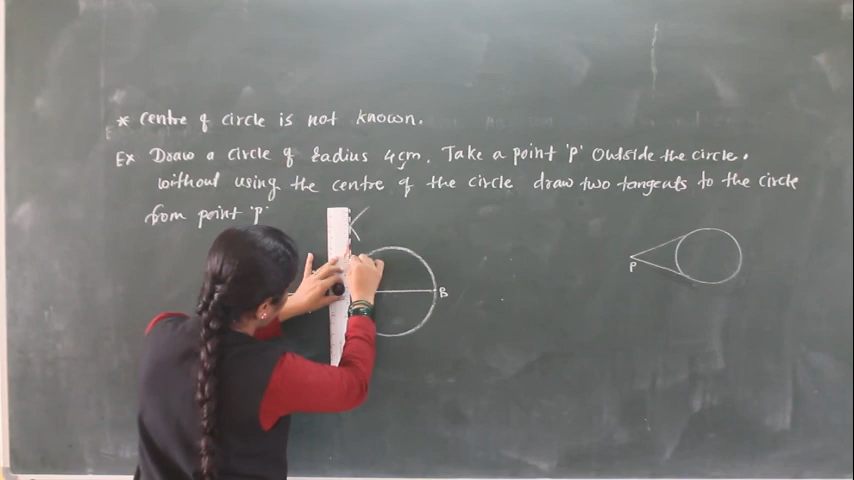 * Centre of circle is not known.
Ex Draw a circle of radius 4cm. Take a point 'P' outside the circle.
without using the centre of the circle draw two tangents to the circle
from point 'P'
B
P